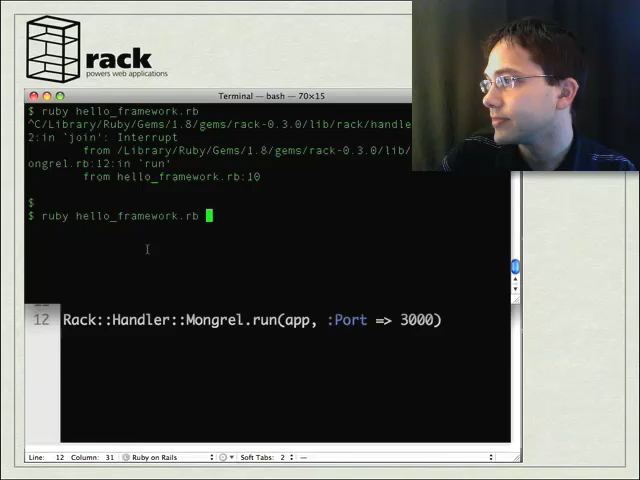 rack
powers web applications
Terminal — bash — 70×15
$ ruby hello_framework.rb
^C/Library/Ruby/Gems/1.8/gems/rack-0.3.0/lib/rack/handle
2:in `join': Interrupt
from /Library/Ruby/Gems/1.8/gems/rack-0.3.0/lib/
ongrel.rb:12:in `run'
from hello_framework.rb:10
$
$ ruby hello_framework.rb
12 Rack::Handler::Mongrel.run(app, :Port => 3000)
Line: 12 Column: 31 Ruby on Rails Soft Tabs: 2 —